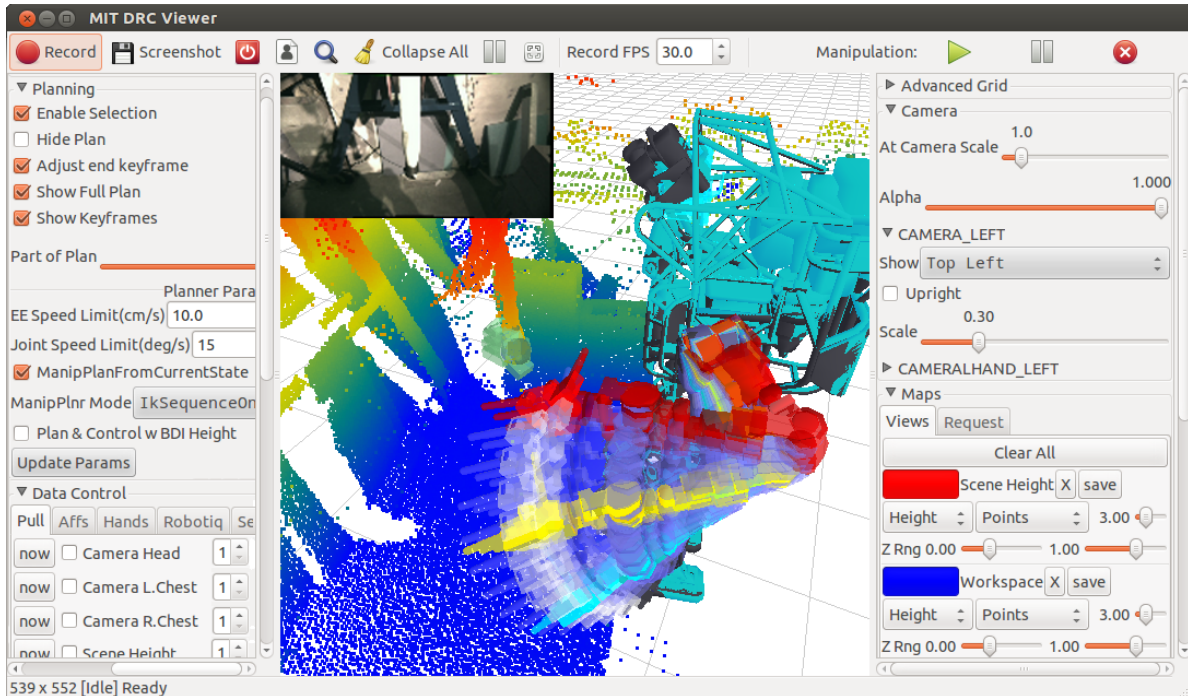 MIT DRC Viewer
Record Screenshot Collapse All Record FPS 30.0 Manipulation:
Planning
Enable Selection
Hide Plan
Adjust end keyframe
Show Full Plan
Show Keyframes
Part of Plan
Planner Para
EE Speed Limit(cm/s) 10.0
Joint Speed Limit(deg/s) 15
ManipPlanFromCurrentState
ManipPlnr Mode IkSequenceOn
Plan & Control w BDI Height
Update Params
Data Control
Pull Affs Hands Robotiq Se
now Camera Head 1
now Camera L.Chest 1
now Camera R.Chest 1
now Scene Height 1
Advanced Grid
Camera
1.0
At Camera Scale
1.000
Alpha
CAMERA_LEFT
Show Top Left
Upright
0.30
Scale
CAMERALHAND_LEFT
Maps
Views Request
Clear All
Scene Height X save
Height Points 3.00
Z Rng 0.00 1.00
Workspace X save
Height Points 3.00
Z Rng 0.00 1.00
539 x 552 [Idle] Ready